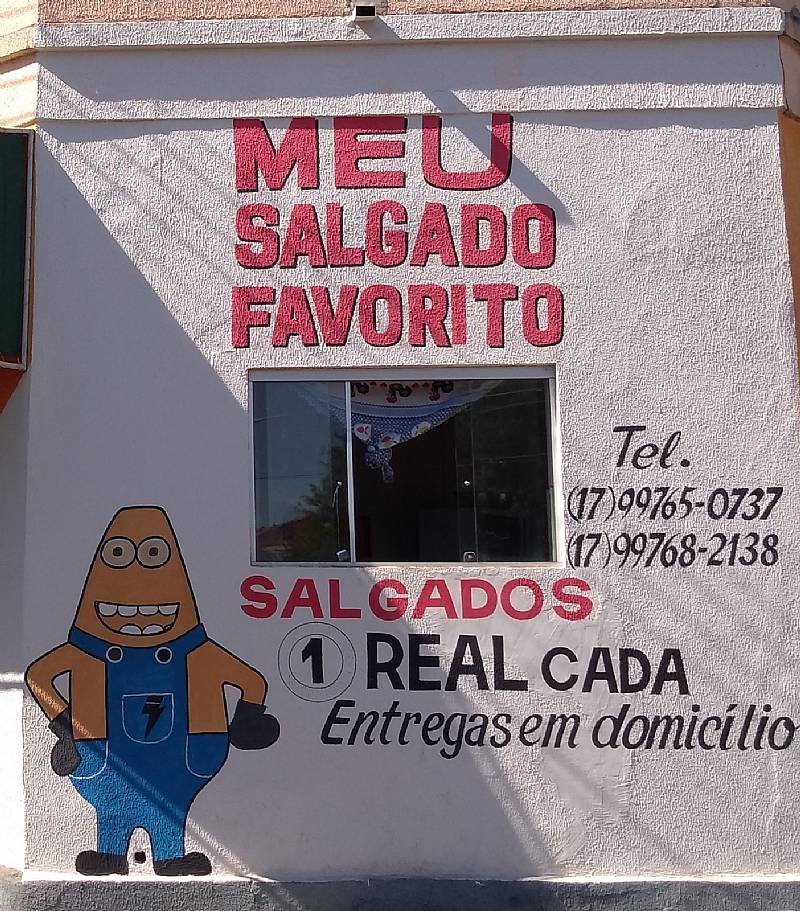 MEU
SALGADO
FAVORITO
Tel.
(17)99765-0737
(17)99768-2138
SALGADOS
1 REAL CADA
Entregas em domicílio